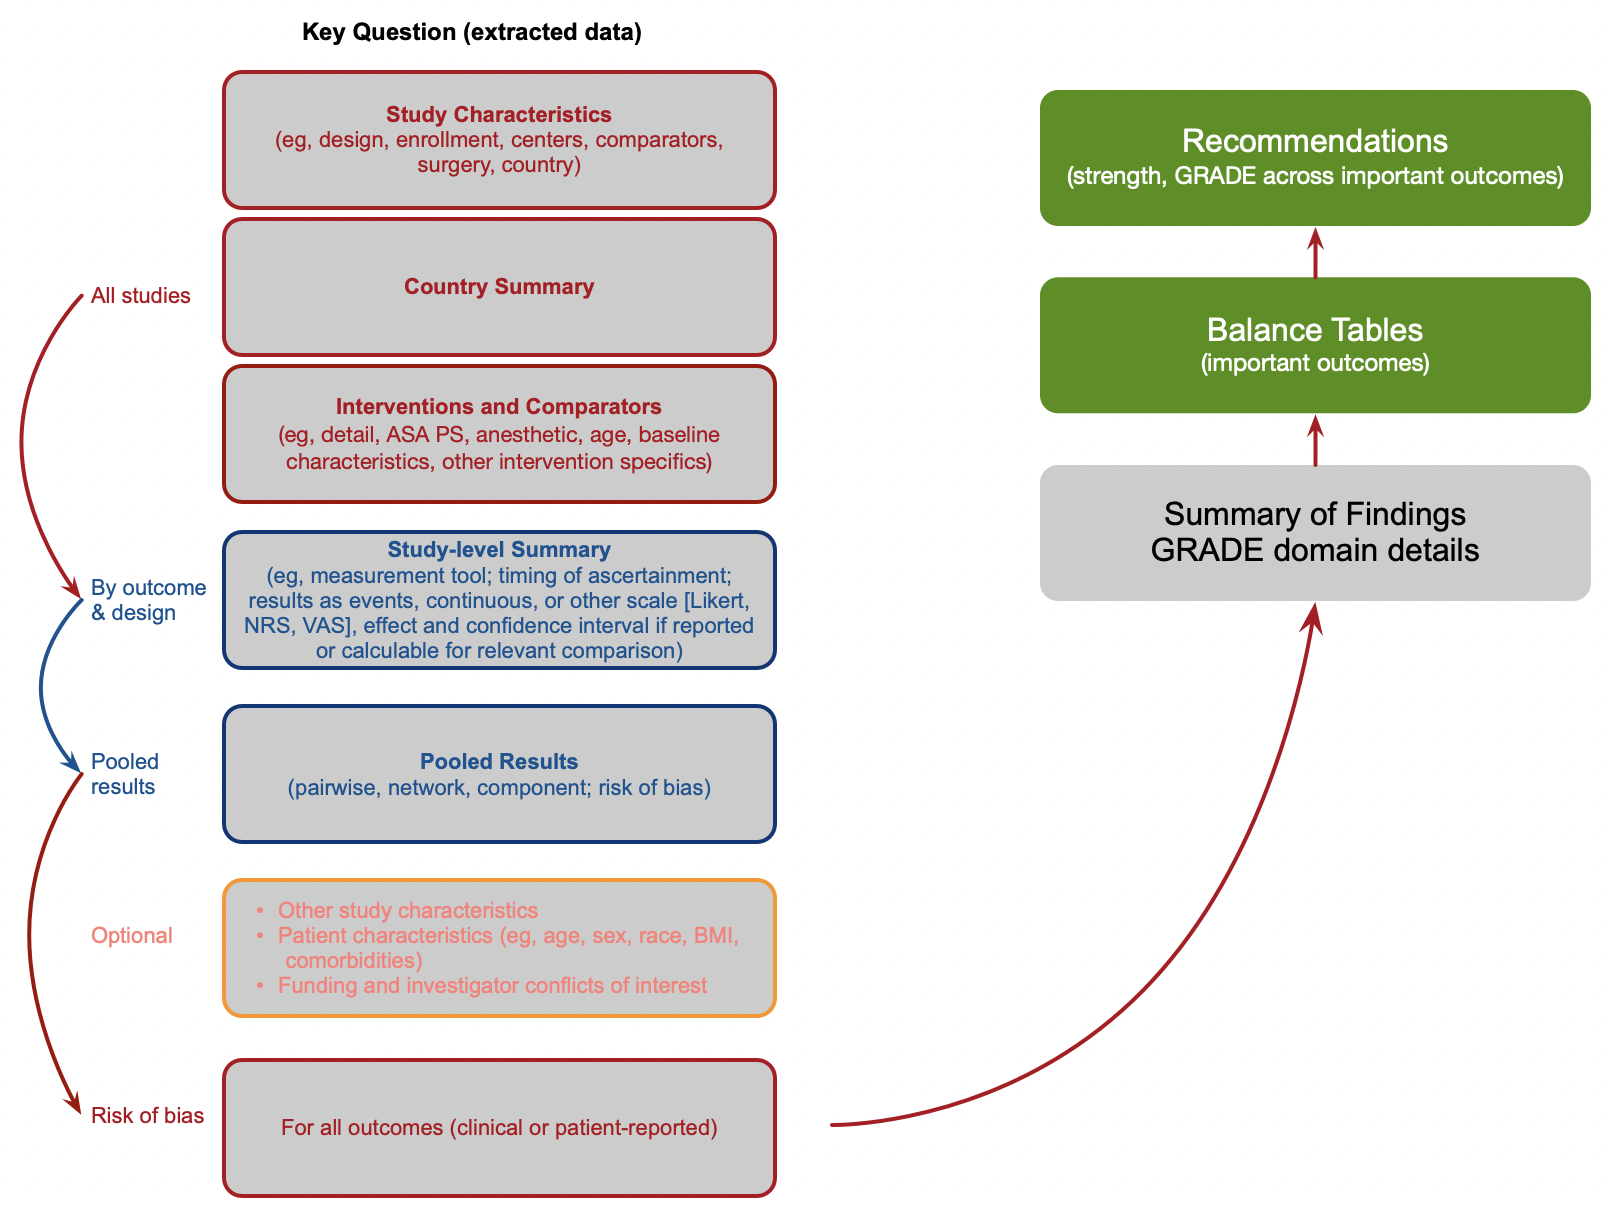 Key Question (extracted data)
Study Characteristics
(eg, design, enrollment, centers, comparators,
surgery, country)
All studies
Country Summary
Interventions and Comparators
(eg, detail, ASA PS, anesthetic, age, baseline
characteristics, other intervention specifics)
By outcome
& design
Study-level Summary
(eg, measurement tool; timing of ascertainment;
results as events, continuous, or other scale [Likert,
NRS, VAS], effect and confidence interval if reported
or calculable for relevant comparison)
Pooled
results
Pooled Results
(pairwise, network, component; risk of bias)
Optional
• Other study characteristics
• Patient characteristics (eg, age, sex, race, BMI,
comorbidities)
• Funding and investigator conflicts of interest
Risk of bias
For all outcomes (clinical or patient-reported)
Recommendations
(strength, GRADE across important outcomes)
Balance Tables
(important outcomes)
Summary of Findings
GRADE domain details